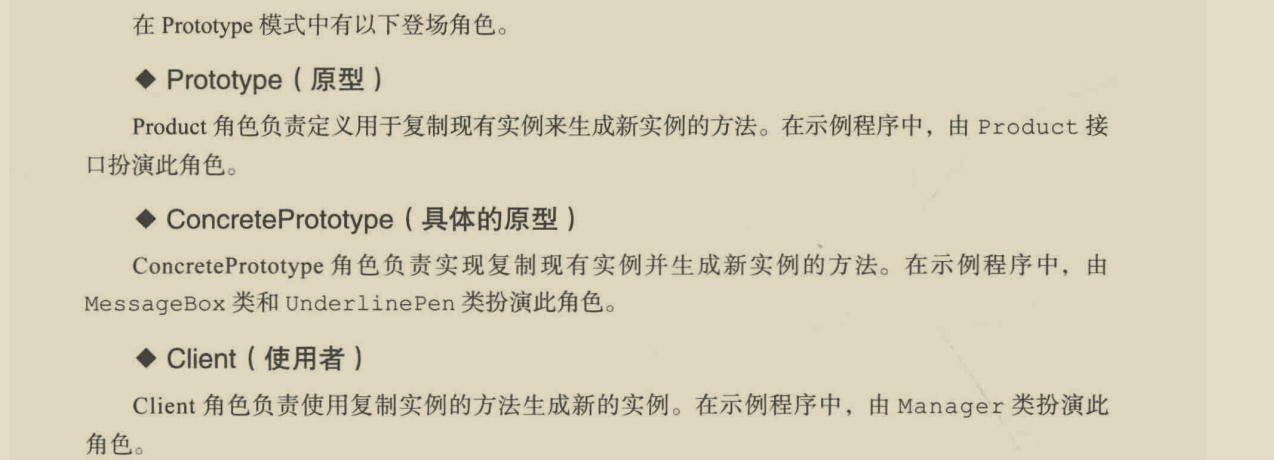 在 Prototype 模式中有以下登场角色。
◆ Prototype（原型）
Product 角色负责定义用于复制现有实例来生成新实例的方法。在示例程序中，由 Product 接
口扮演此角色。
◆ ConcretePrototype（具体的原型）
ConcretePrototype 角色负责实现复制现有实例并生成新实例的方法。在示例程序中，由
MessageBox 类和 UnderlinePen 类扮演此角色。
◆ Client（使用者）
Client 角色负责使用复制实例的方法生成新的实例。在示例程序中，由 Manager 类扮演此
角色。